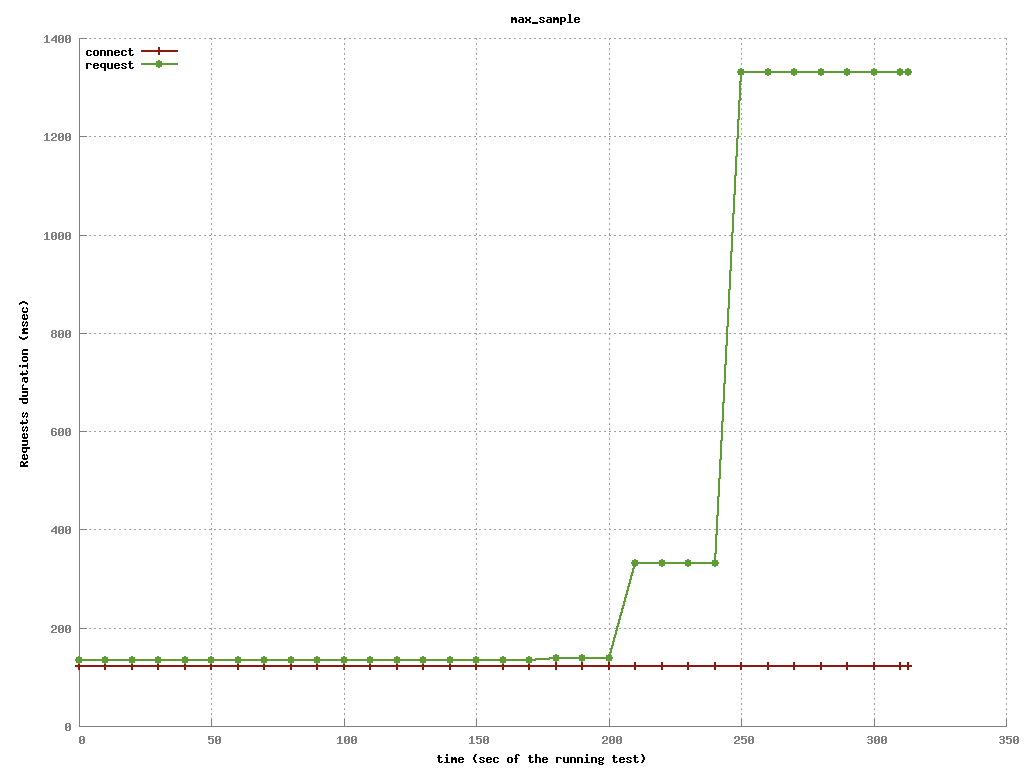 max_sample
connect
request
1400
1200
1000
800
600
400
200
0
Requests duration (msec)
0 50 100 150 200 250 300 350
time (sec of the running test)